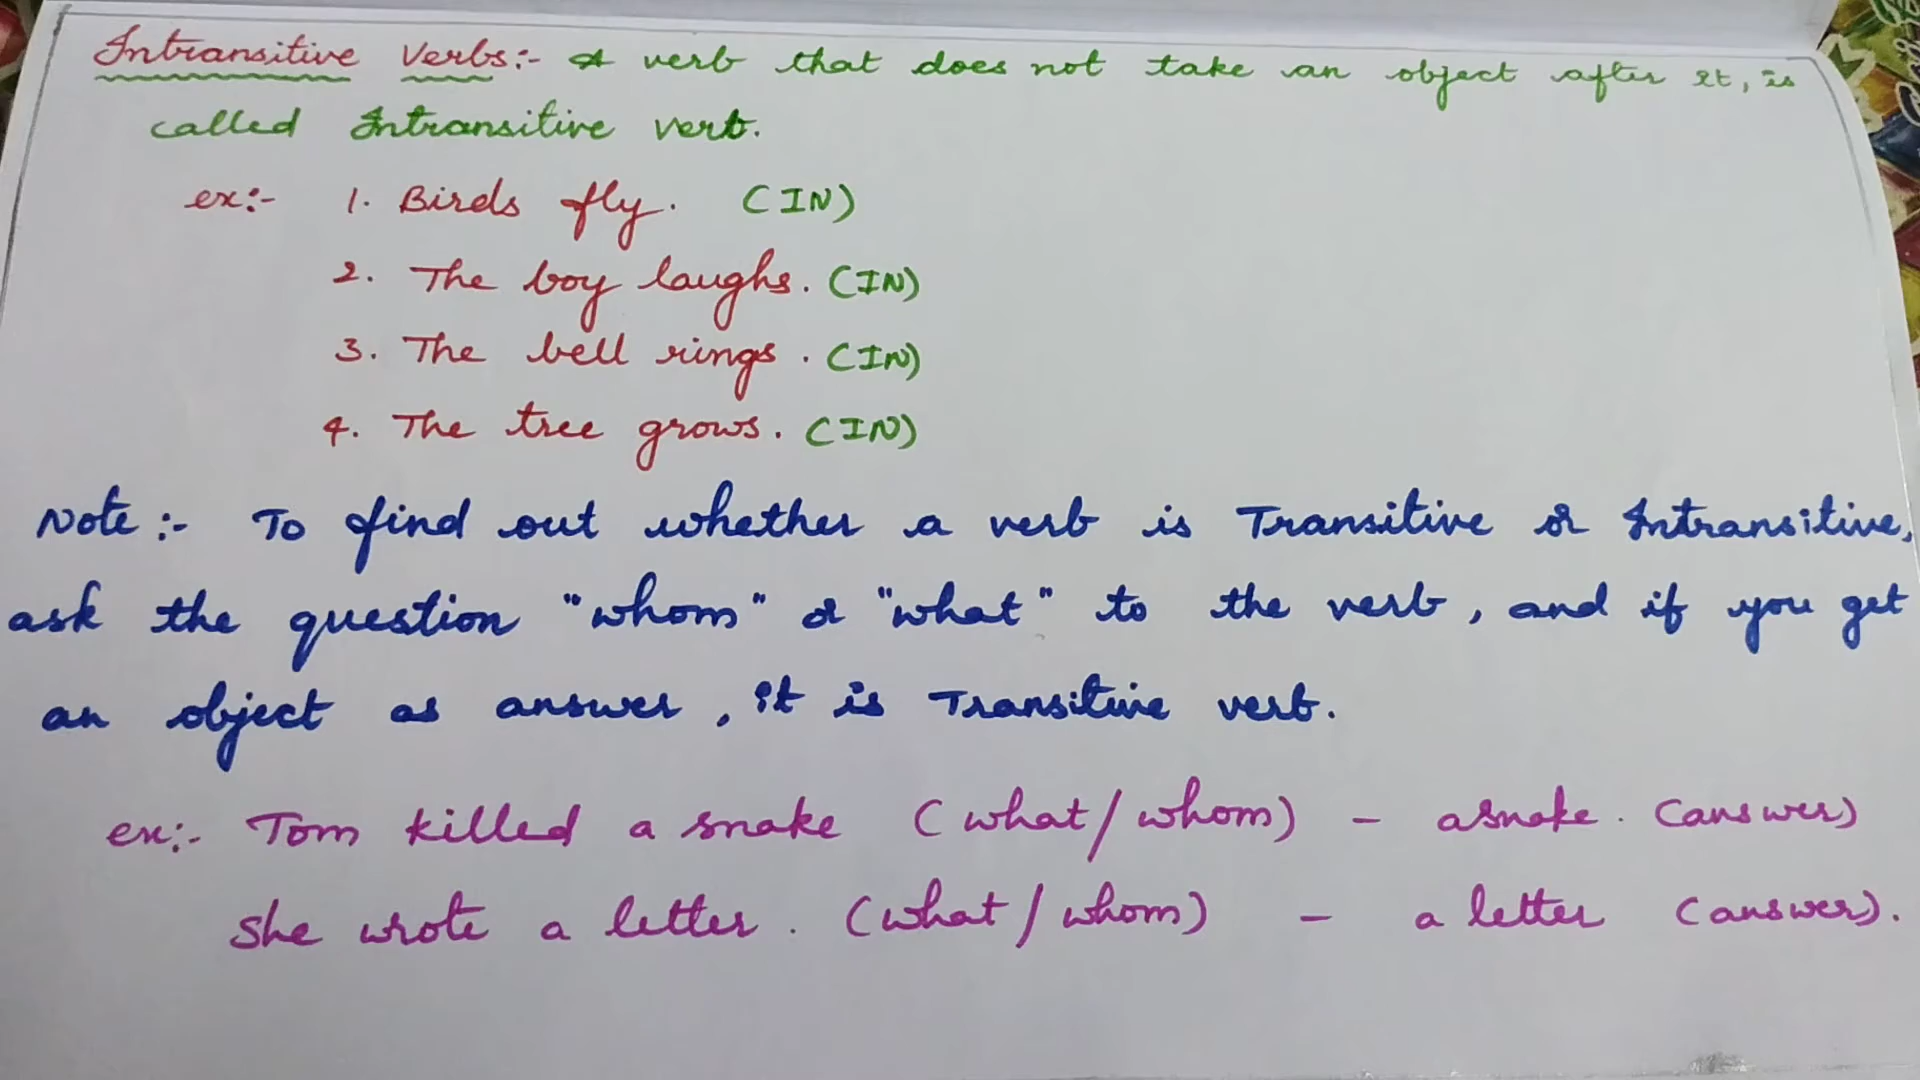 Intransitive Verbs:- A verb that does not take an object after it, is
called Intransitive verb.
ex:- 1. Birds fly. (IN)
2. The boy laughs. (IN)
3. The bell rings. (IN)
4. The tree grows. (IN)
Note:- To find out whether a verb is Transitive or Intransitive,
ask the question "whom" or "what" to the verb, and if you get
an object as answer, it is Transitive verb.
ex:- Tom killed a snake (what/whom) - asnake. (answer)
She wrote a letter. (what/whom) - a letter (answer).